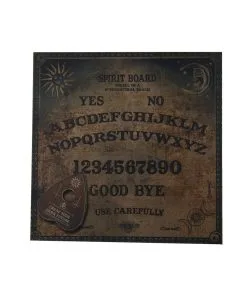 SPIRIT BOARD
YES NO
ABCDEFGHIJKLM
NOPQRSTUVWXYZ
1234567890
GOOD BYE
USE CAREFULLY